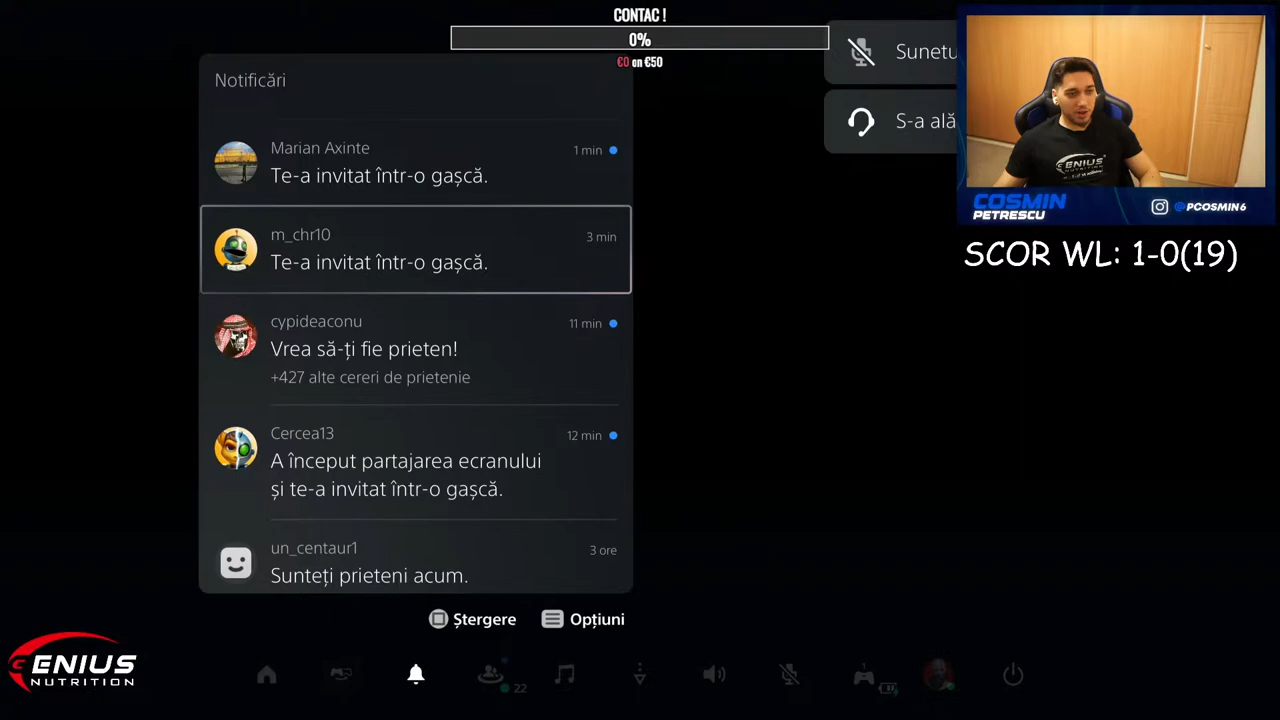 CONTAC !
0%
€0 on €50
Notificări
Marian Axinte
1 min
Te-a invitat într-o gașcă.
m_chr10
3 min
Te-a invitat într-o gașcă.
cypideaconu
11 min
Vrea să-ți fie prieten!
+427 alte cereri de prietenie
Cercea13
12 min
A început partajarea ecranului
și te-a invitat într-o gașcă.
un_centaur1
3 ore
Sunteți prieteni acum.
Ștergere
Opțiuni
22
Sunetu
S-a ală
GENIUS
COSMIN
PETRESCU
@PCOSMIN6
SCOR WL: 1-0(19)
GENIUS
NUTRITION